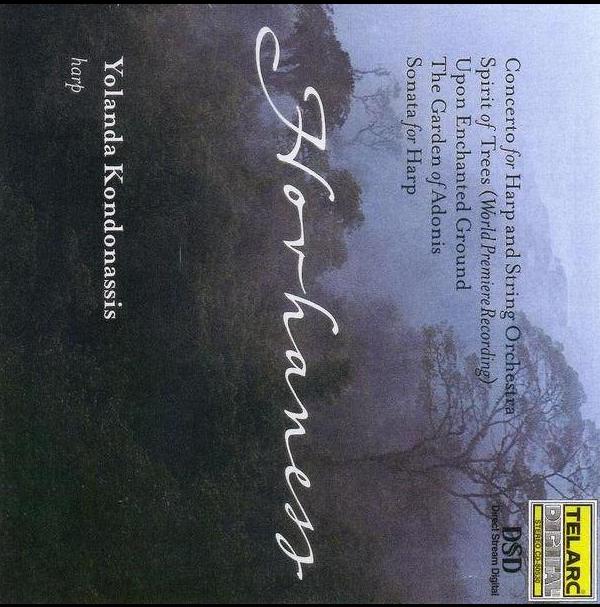 Concerto for Harp and String Orchestra
Spirit of Trees (World Premiere Recording)
Upon Enchanted Ground
The Garden of Adonis
Sonata for Harp
TELARC
DIGITAL
DSD
Direct Stream Digital
Hovhaness
Yolanda Kondonassis
harp